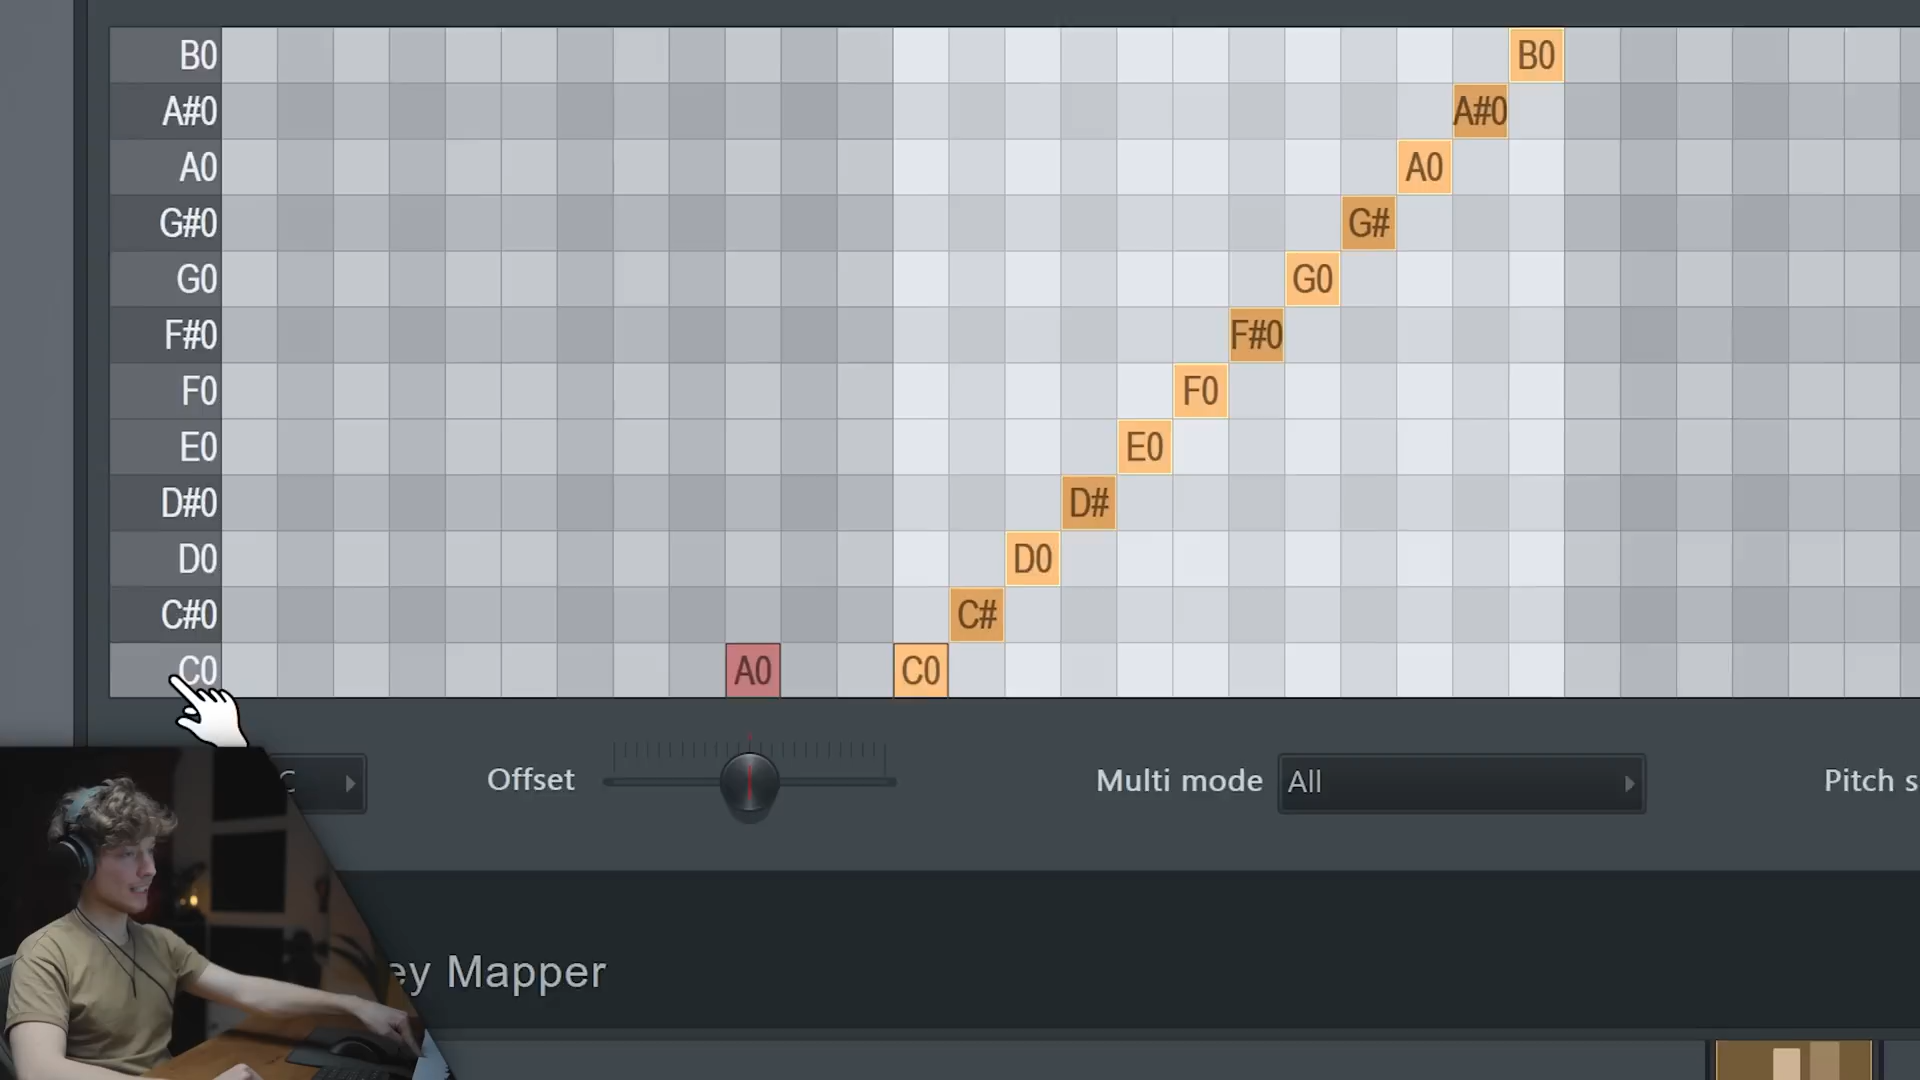 B0 B0
A#0 A#0
A0 A0
G#0 G#
G0 G0
F#0 F#0
F0 F0
E0 E0
D#0 D#
D0 D0
C#0 C#
C0 A0 C0
C Offset Multi mode All Pitch s
ey Mapper